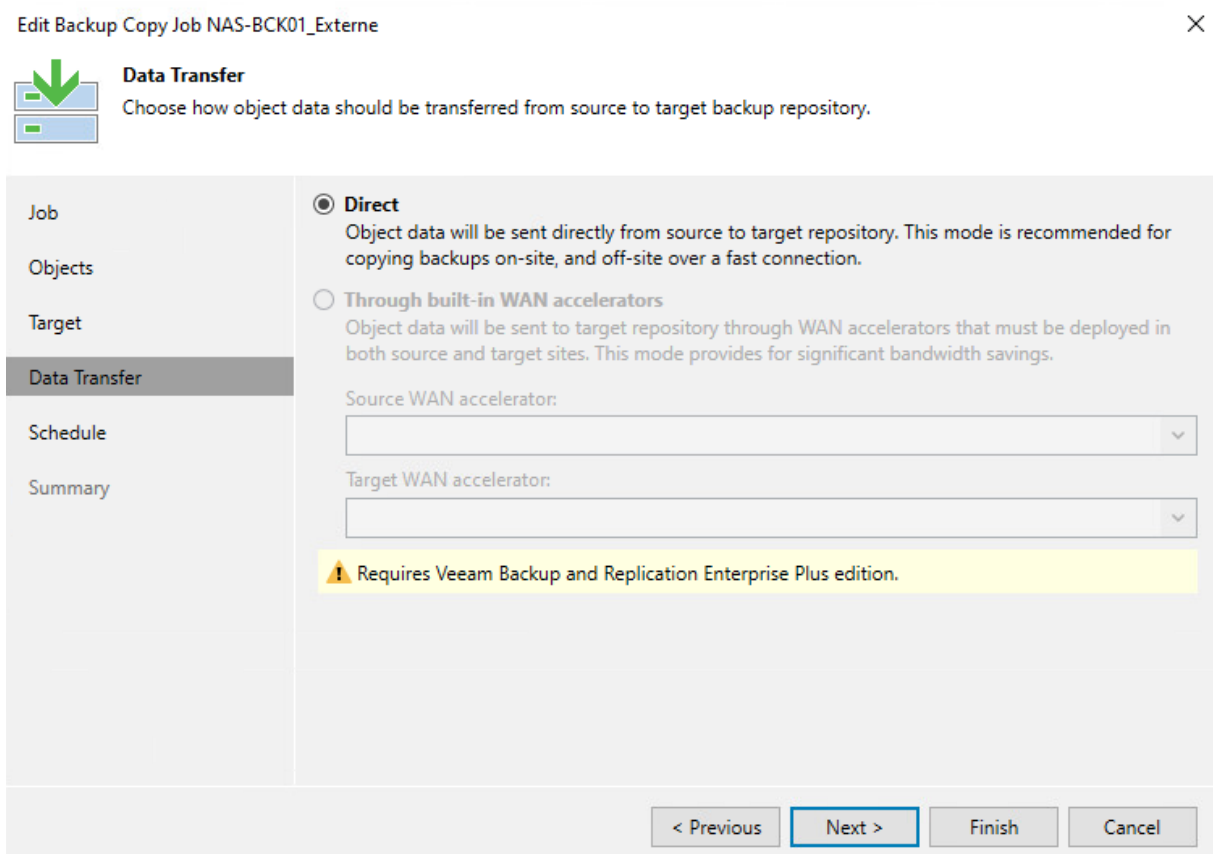 Edit Backup Copy Job NAS-BCK01_Externe
Data Transfer
Choose how object data should be transferred from source to target backup repository.
Job
Objects
Target
Data Transfer
Schedule
Summary
Direct
Object data will be sent directly from source to target repository. This mode is recommended for
copying backups on-site, and off-site over a fast connection.
Through built-in WAN accelerators
Object data will be sent to target repository through WAN accelerators that must be deployed in
both source and target sites. This mode provides for significant bandwidth savings.
Source WAN accelerator:
Target WAN accelerator:
Requires Veeam Backup and Replication Enterprise Plus edition.
< Previous
Next >
Finish
Cancel